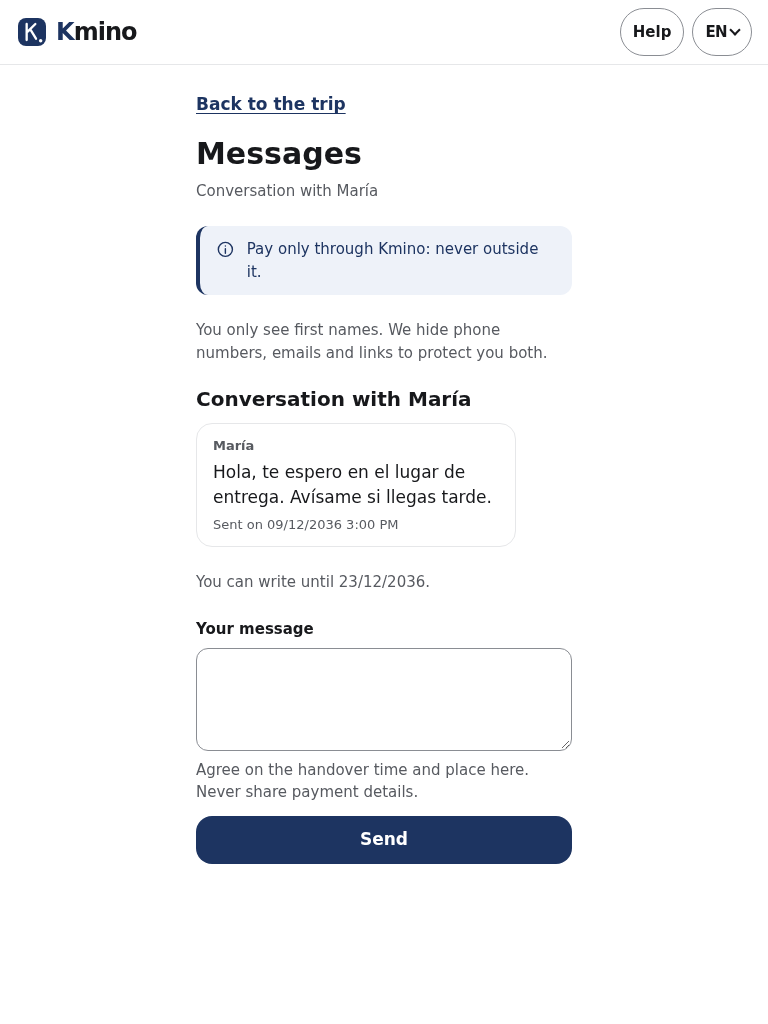 Kmino
Help
EN
Back to the trip
Messages
Conversation with María
Pay only through Kmino: never outside
it.
You only see first names. We hide phone
numbers, emails and links to protect you both.
Conversation with María
María
Hola, te espero en el lugar de
entrega. Avísame si llegas tarde.
Sent on 09/12/2036 3:00 PM
You can write until 23/12/2036.
Your message
Agree on the handover time and place here.
Never share payment details.
Send